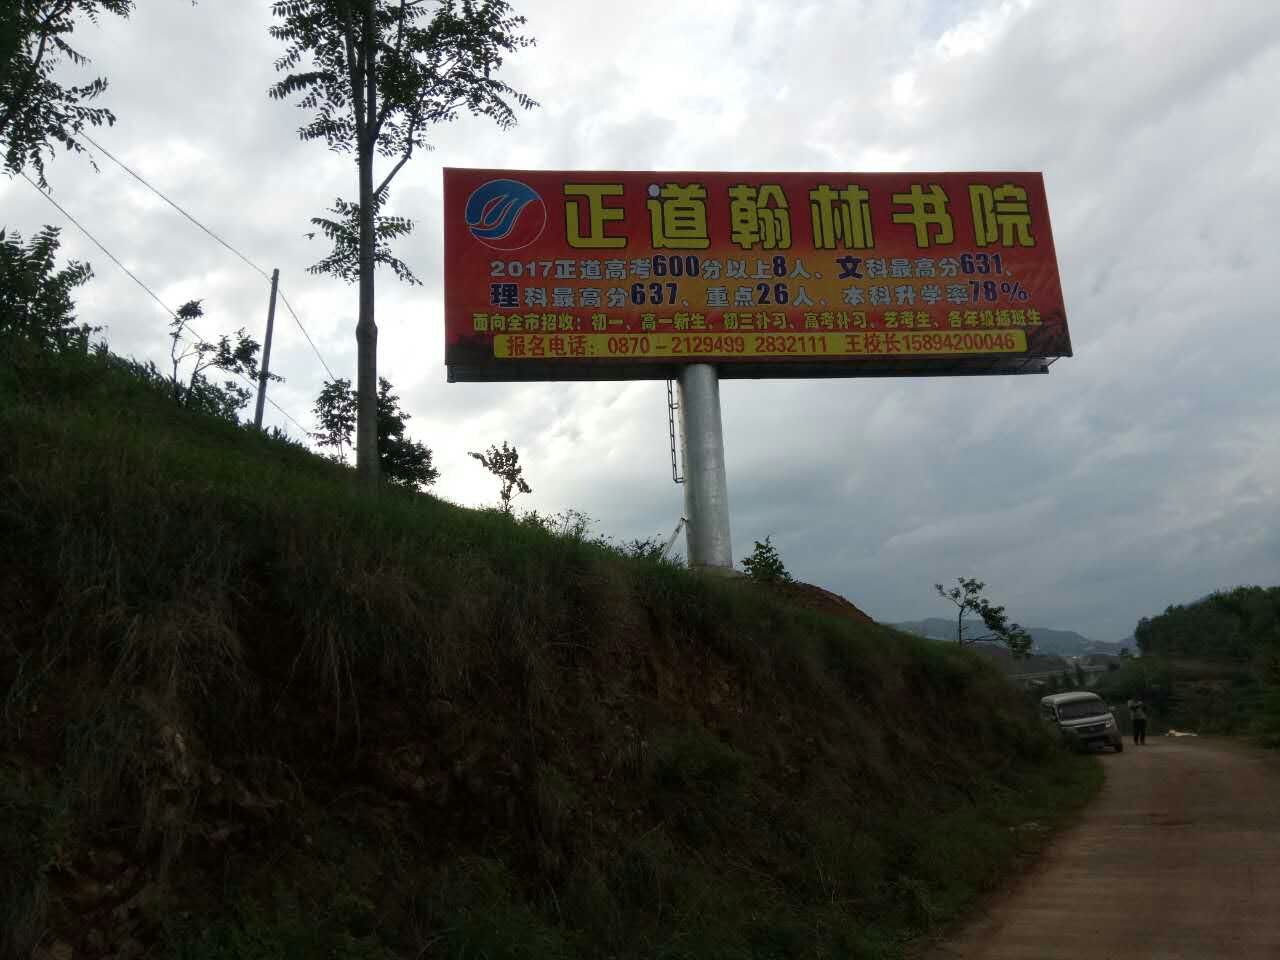 正道翰林书院
2017正道高考600分以上8人、文科最高分631、
理科最高分637、重点26人、本科升学率78%
面向全市招收：初一、高一新生、初三补习、高考补习、艺考生、各年级插班生
报名电话：0870-2129499 2832111 王校长15894200046